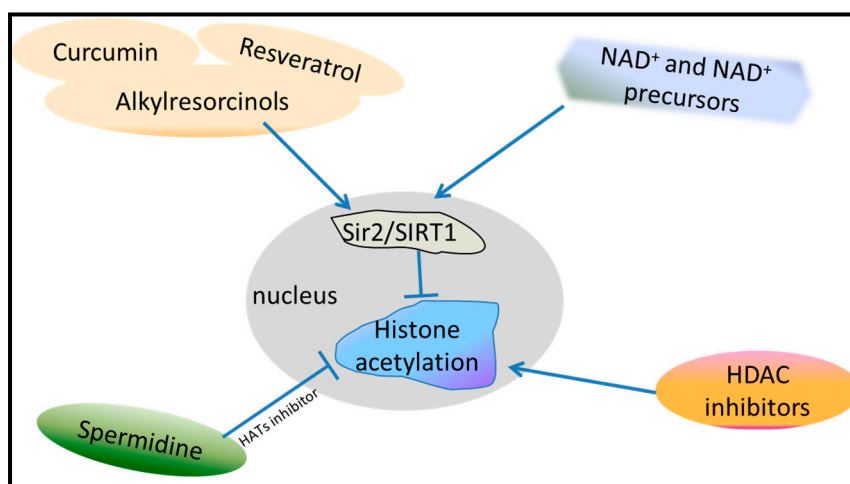 Curcumin
Resveratrol
Alkylresorcinols
NAD⁺ and NAD⁺
precursors
Sir2/SIRT1
nucleus
Histone
acetylation
HDAC
inhibitors
HATs inhibitor
Spermidine